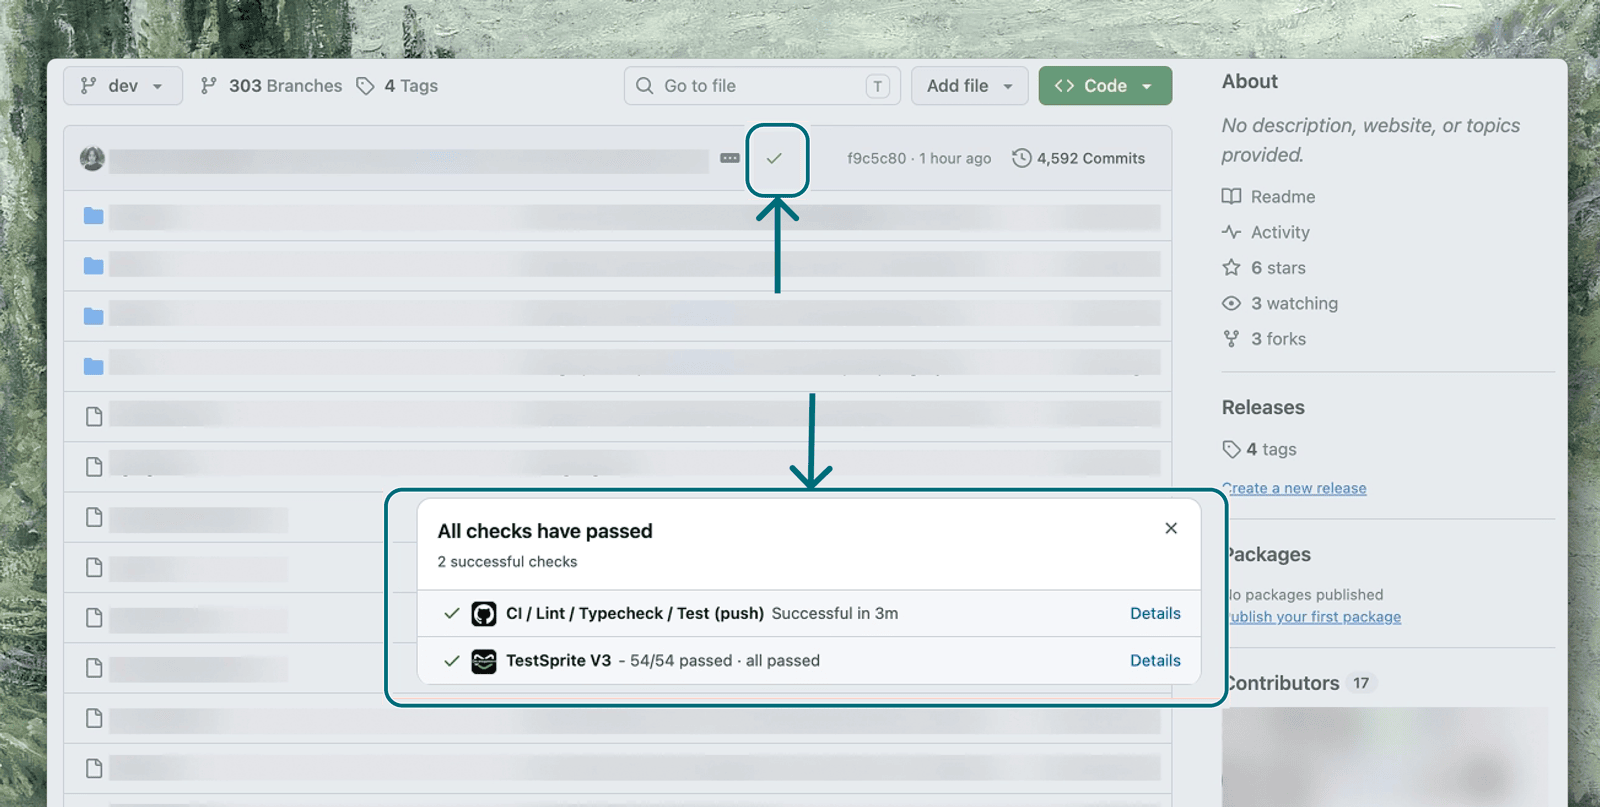 dev
303 Branches
4 Tags
Go to file
T
Add file
Code
f9c5c80 · 1 hour ago
4,592 Commits
About
No description, website, or topics
provided.
Readme
Activity
6 stars
3 watching
3 forks
Releases
4 tags
Create a new release
Packages
No packages published
Publish your first package
Contributors 17
All checks have passed
2 successful checks
CI / Lint / Typecheck / Test (push) Successful in 3m
Details
TestSprite V3 - 54/54 passed · all passed
Details